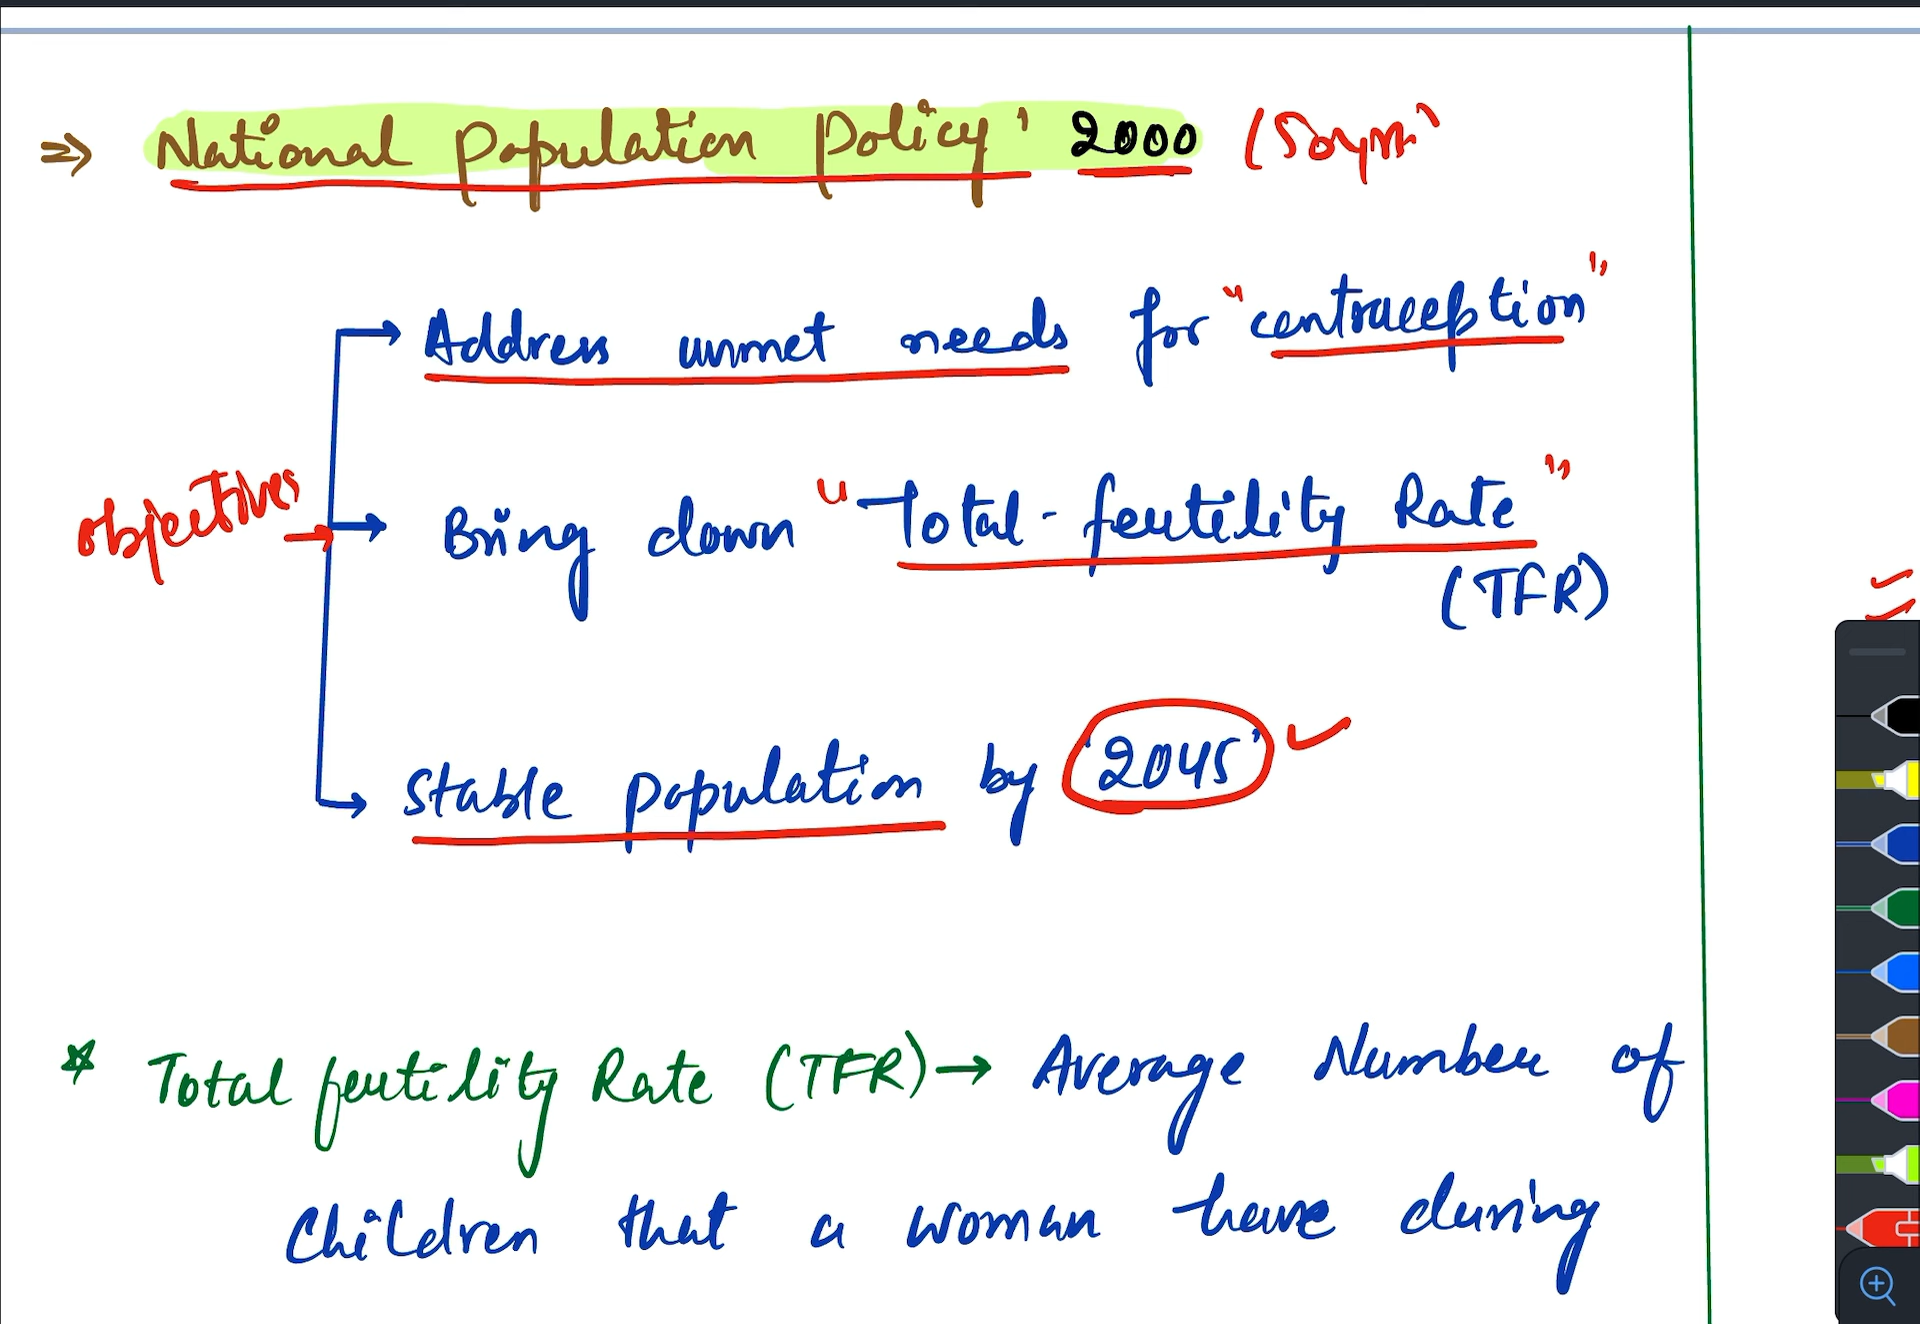 ⇒ National Population Policy' 2000
Address unmet needs for "contraception"
objectives → Bring down "Total-fertility Rate"
(TFR)
Stable population by '2045' ✓
* Total fertility Rate (TFR) → Average Number of
Children that a woman have during